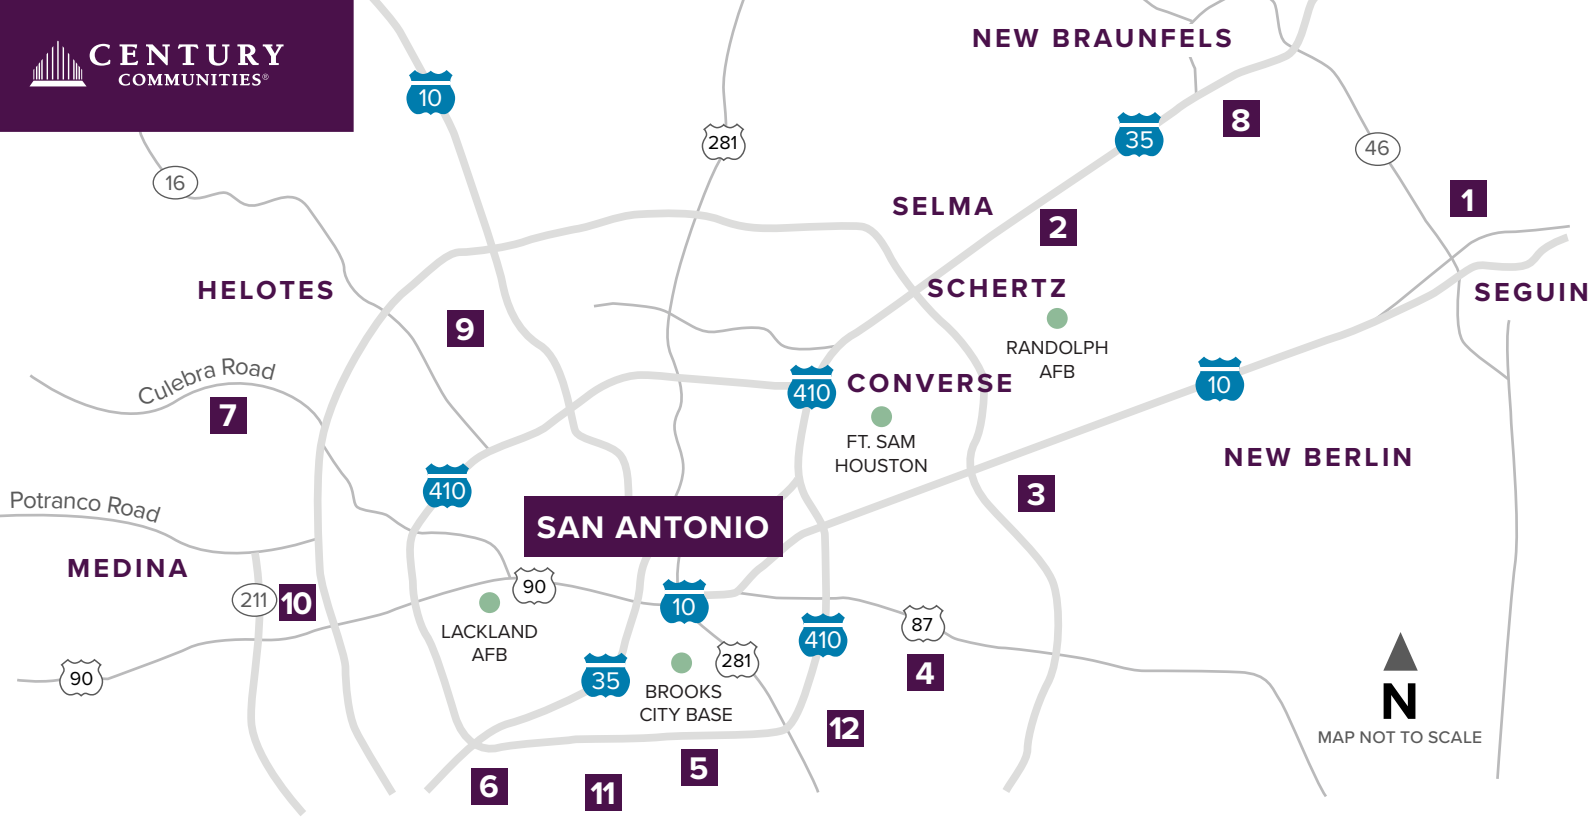 CENTURY
COMMUNITIES®
NEW BRAUNFELS
10
8
35
281
46
16
1
SELMA
2
HELOTES
SCHERTZ
SEGUIN
9
RANDOLPH
AFB
Culebra Road
410
CONVERSE
10
7
FT. SAM
HOUSTON
NEW BERLIN
410
3
Potranco Road
SAN ANTONIO
MEDINA
90
211
10
10
LACKLAND
AFB
410
87
90
35
281
4
BROOKS
CITY BASE
N
12
MAP NOT TO SCALE
5
6
11